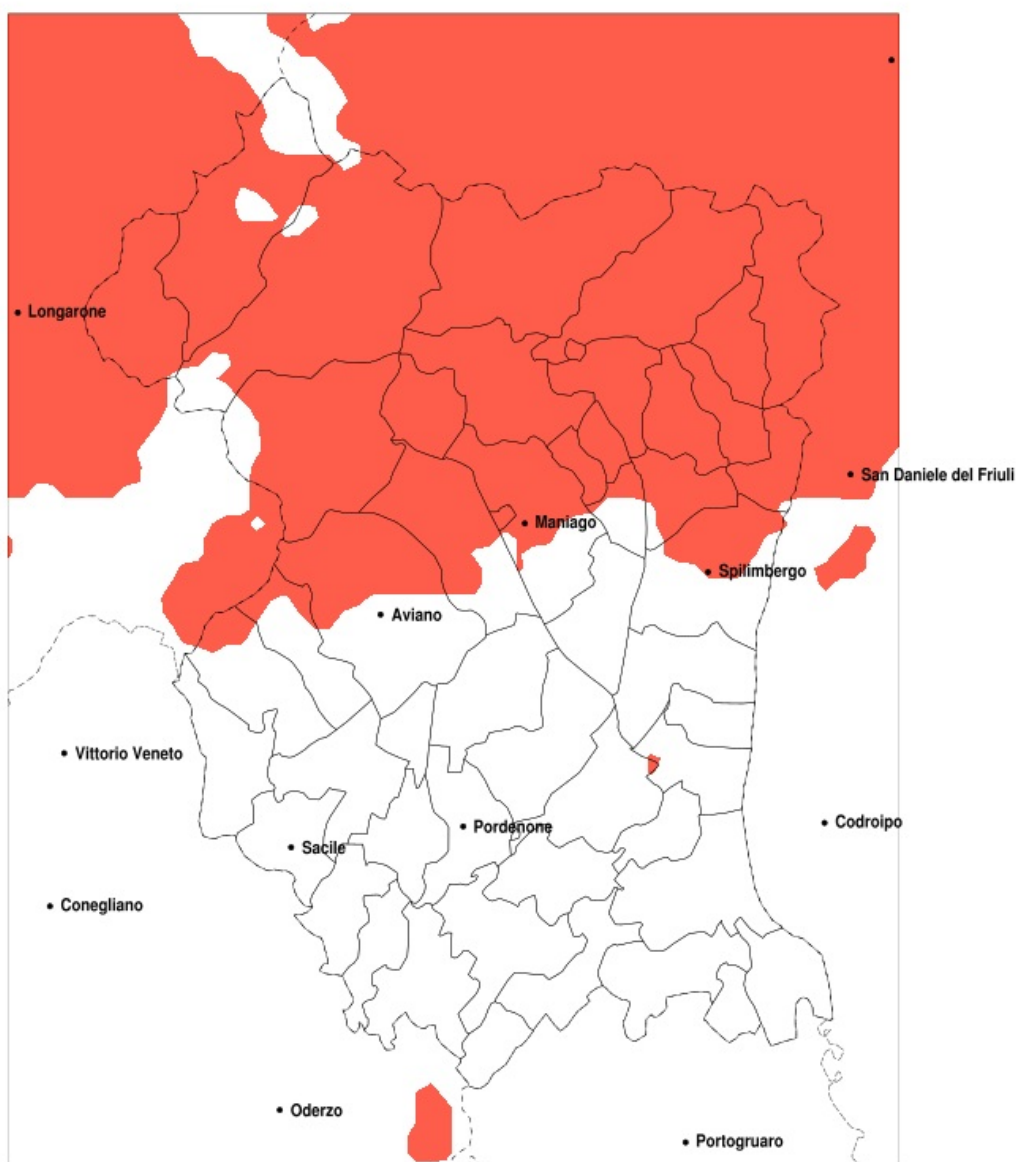 Longarone
San Daniele del Friuli
Maniago
Spilimbergo
Aviano
Vittorio Veneto
Pordenone
Codroipo
Sacile
Conegliano
Oderzo
Portogruaro